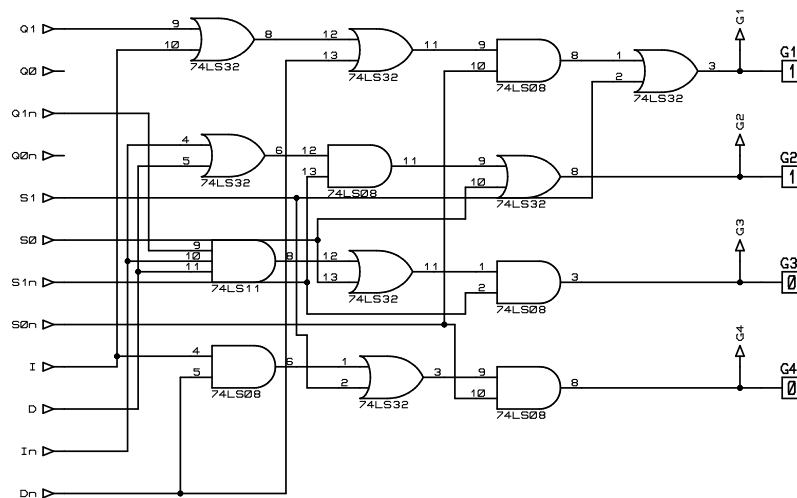 Q1 9 8 12 11 9 8 1 3 G1 G1
10 13 10 2 1
74LS32 74LS32 74LS08 74LS32
Q0
Q1n
4 6 12 11 9 8 G2 G2
Q0n 5 13 10 1
74LS32 74LS08 74LS32
S1
S0 9 8 12 11 1 3 G3 G3
10
11 13 2 0
S1n 74LS11 74LS32 74LS08
S0n
I 4 6 1 3 9 8 G4 G4
5 2 10 0
74LS08 74LS32 74LS08
D
In
Dn